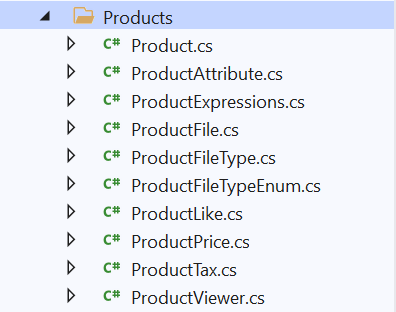 Products
C# Product.cs
C# ProductAttribute.cs
C# ProductExpressions.cs
C# ProductFile.cs
C# ProductFileType.cs
C# ProductFileTypeEnum.cs
C# ProductLike.cs
C# ProductPrice.cs
C# ProductTax.cs
C# ProductViewer.cs